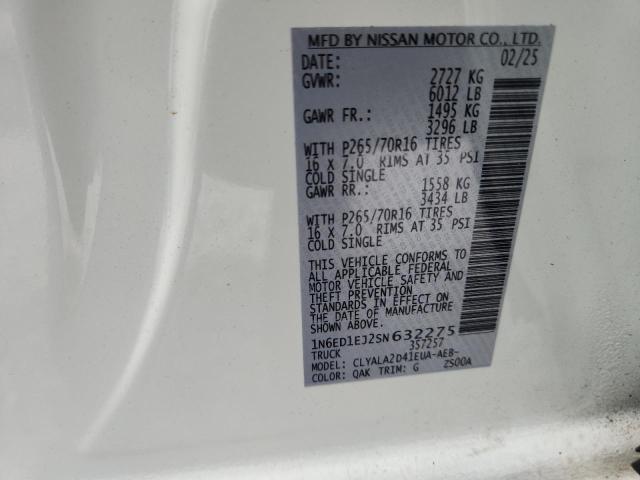 MFD BY NISSAN MOTOR CO., LTD.
DATE: 02/25
GVWR: 2727 KG
6012 LB
GAWR FR.: 1495 KG
3296 LB
WITH P265/70R16 TIRES
16 X 7.0 RIMS AT 35 PSI
COLD SINGLE
GAWR RR.: 1558 KG
3434 LB
WITH P265/70R16 TIRES
16 X 7.0 RIMS AT 35 PSI
COLD SINGLE
THIS VEHICLE CONFORMS TO
ALL APPLICABLE FEDERAL
MOTOR VEHICLE SAFETY AND
THEFT PREVENTION
STANDARDS IN EFFECT ON
THE DATE OF MANUFACTURE
SHOWN ABOVE.
1N6ED1EJ2SN632275
TRUCK 357257
MODEL: CLYALA2D41EUA-AEB-
COLOR: QAK TRIM: G ZS00A